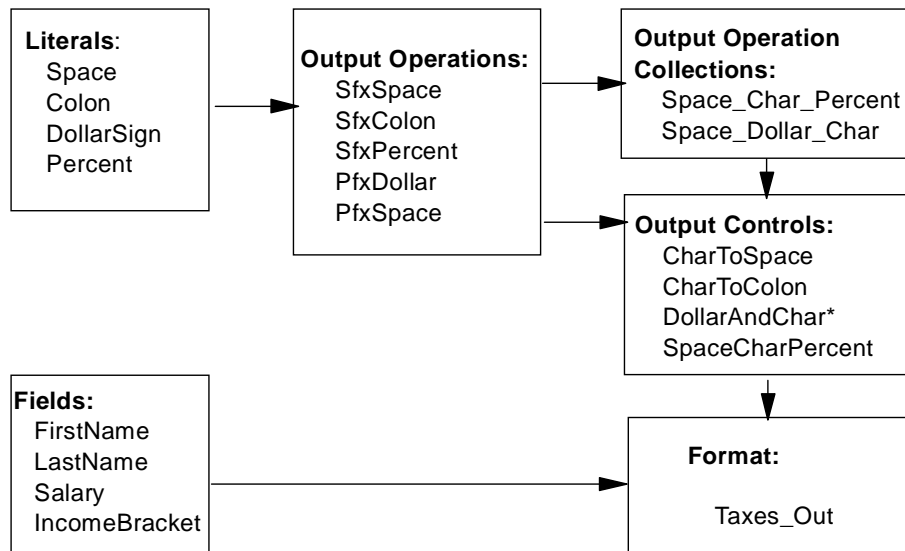 Literals:
Space
Colon
DollarSign
Percent
Output Operations:
SfxSpace
SfxColon
SfxPercent
PfxDollar
PfxSpace
Output Operation
Collections:
Space_Char_Percent
Space_Dollar_Char
Output Controls:
CharToSpace
CharToColon
DollarAndChar*
SpaceCharPercent
Fields:
FirstName
LastName
Salary
IncomeBracket
Format:
Taxes_Out